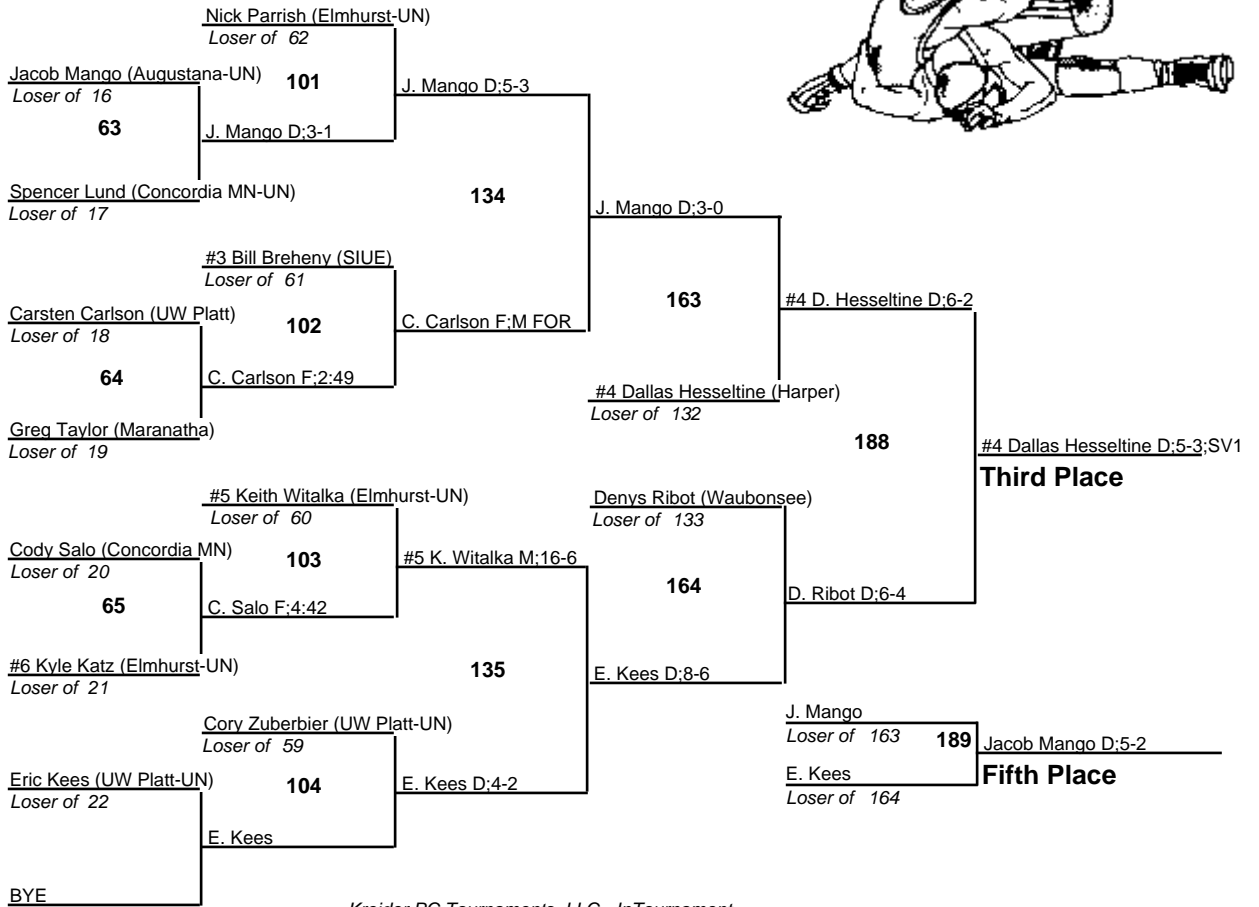 Nick Parrish (Elmhurst-UN)
Loser of 62
Jacob Mango (Augustana-UN)
Loser of 16
101
J. Mango D;5-3
63
J. Mango D;3-1
Spencer Lund (Concordia MN-UN)
Loser of 17
134
J. Mango D;3-0
#3 Bill Breheny (SIUE)
Loser of 61
Carsten Carlson (UW Platt)
Loser of 18
102
C. Carlson F;M FOR
163
#4 D. Hesseltine D;6-2
64
C. Carlson F;2:49
#4 Dallas Hesseltine (Harper)
Loser of 132
Greg Taylor (Maranatha)
Loser of 19
188
#4 Dallas Hesseltine D;5-3;SV1
Third Place
#5 Keith Witalka (Elmhurst-UN)
Loser of 60
Denys Ribot (Waubonsee)
Loser of 133
Cody Salo (Concordia MN)
Loser of 20
103
#5 K. Witalka M;16-6
65
C. Salo F;4:42
164
D. Ribot D;6-4
#6 Kyle Katz (Elmhurst-UN)
Loser of 21
135
E. Kees D;8-6
Cory Zuberbier (UW Platt-UN)
Loser of 59
J. Mango
Loser of 163
189
Jacob Mango D;5-2
Fifth Place
Eric Kees (UW Platt-UN)
Loser of 22
104
E. Kees D;4-2
E. Kees
Loser of 164
E. Kees
BYE